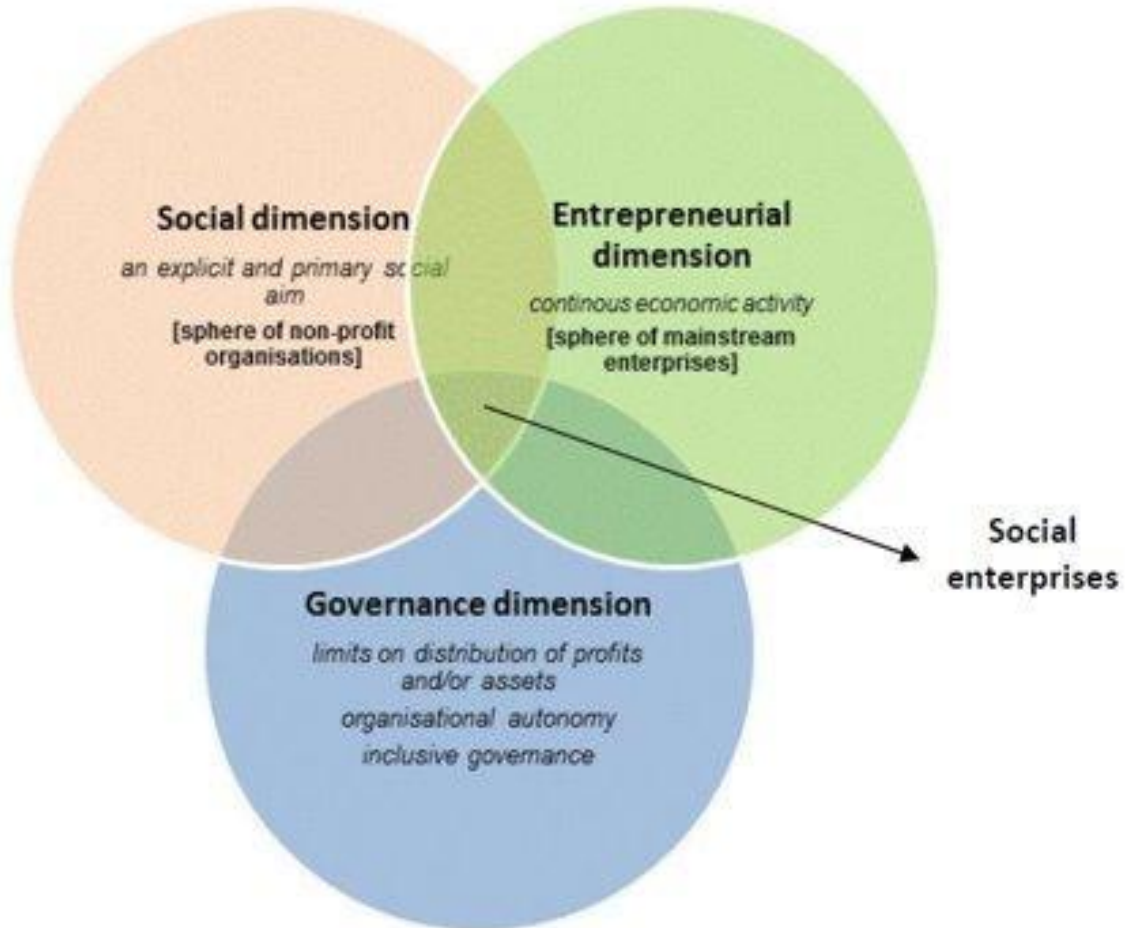 Social dimension
an explicit and primary social
aim
[sphere of non-profit
organisations]
Entrepreneurial
dimension
continous economic activity
[sphere of mainstream
enterprises]
Social
enterprises
Governance dimension
limits on distribution of profits
and/or assets
organisational autonomy
inclusive governance